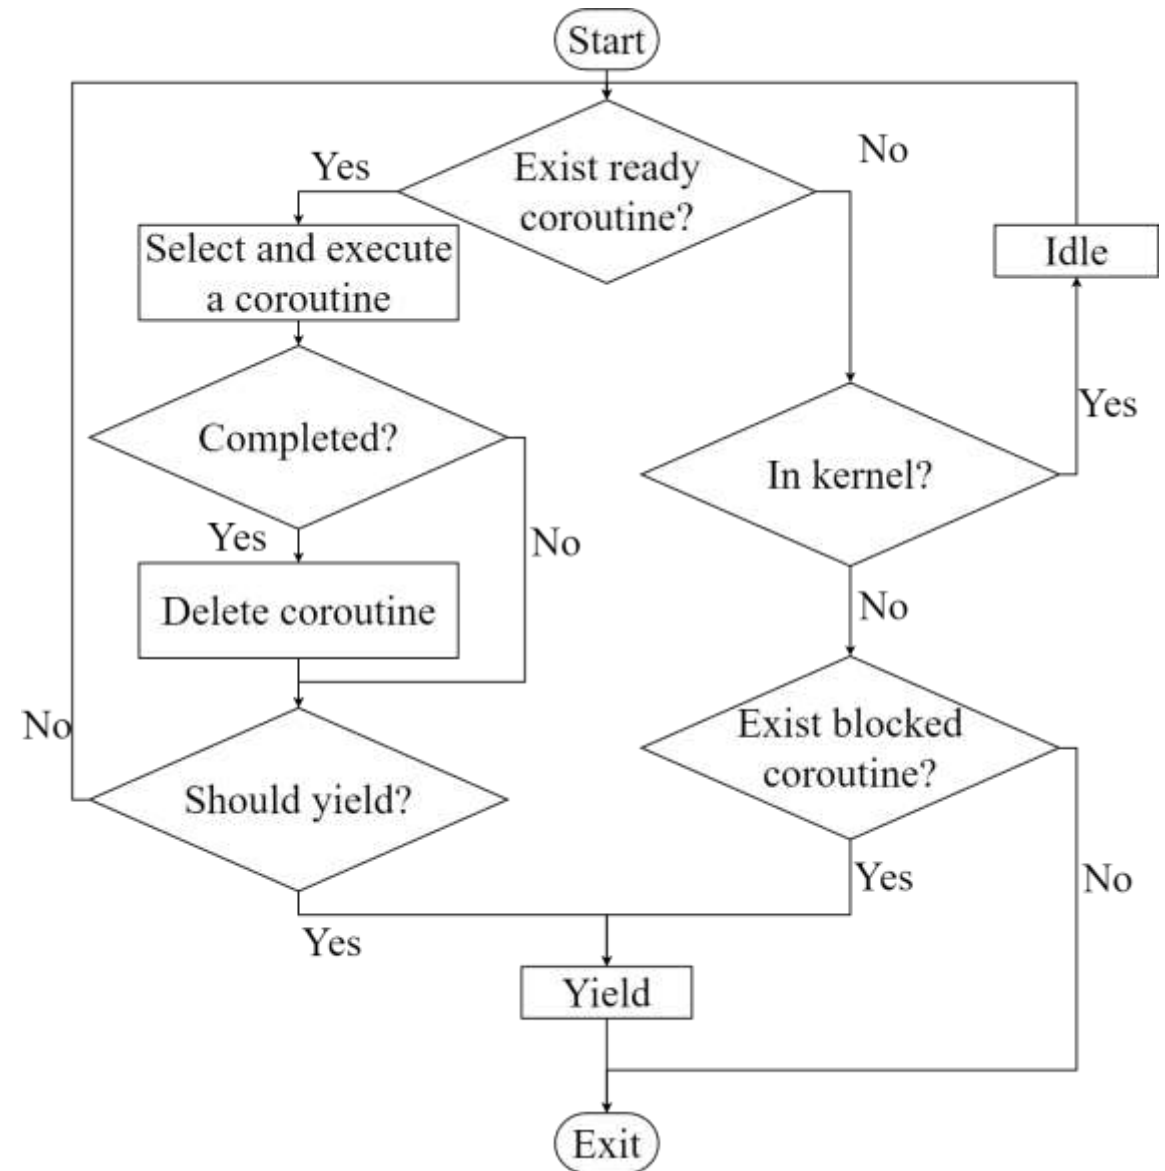 Start
Yes
No
Exist ready
coroutine?
Select and execute
a coroutine
Idle
Yes
Completed?
In kernel?
Yes
No
Delete coroutine
No
No
Exist blocked
coroutine?
Should yield?
Yes
No
Yes
Yield
Exit